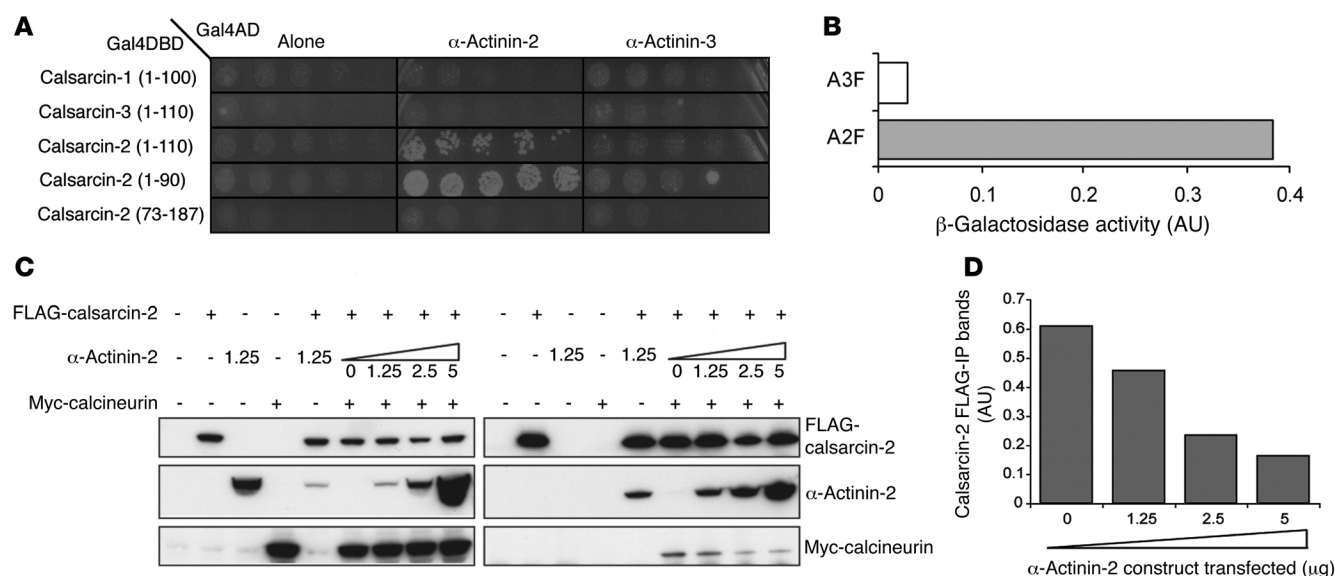 A
Gal4AD
Gal4DBD
Alone
α-Actinin-2
α-Actinin-3
Calsarcin-1 (1-100)
Calsarcin-3 (1-110)
Calsarcin-2 (1-110)
Calsarcin-2 (1-90)
Calsarcin-2 (73-187)
B
A3F
A2F
0 0.1 0.2 0.3 0.4
β-Galactosidase activity (AU)
C
FLAG-calsarcin-2 - + - - + + + + + - + - - + + + + +
α-Actinin-2 - - 1.25 - 1.25 - - 1.25 - 1.25
0 1.25 2.5 5 0 1.25 2.5 5
Myc-calcineurin - - - + - + + + + - - - + - + + + +
FLAG-
calsarcin-2
α-Actinin-2
Myc-calcineurin
D
Calsarcin-2 FLAG-IP bands
(AU)
0.7
0.6
0.5
0.4
0.3
0.2
0.1
0
0 1.25 2.5 5
α-Actinin-2 construct transfected (μg)